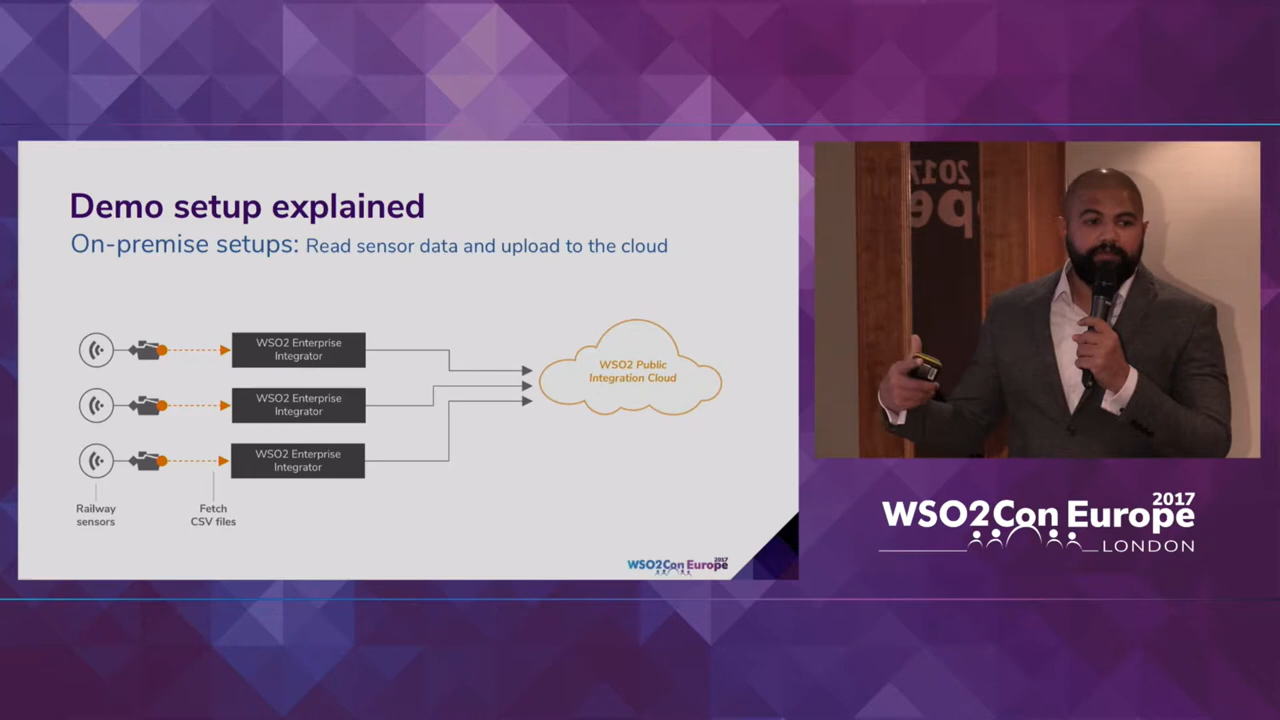 Demo setup explained
On-premise setups: Read sensor data and upload to the cloud
WSO2 Enterprise
Integrator
WSO2 Enterprise
Integrator
WSO2 Enterprise
Integrator
WSO2 Public
Integration Cloud
Railway
sensors
Fetch
CSV files
WSO2Con Europe 2017
2017
pe
WSO2Con Europe 2017
LONDON